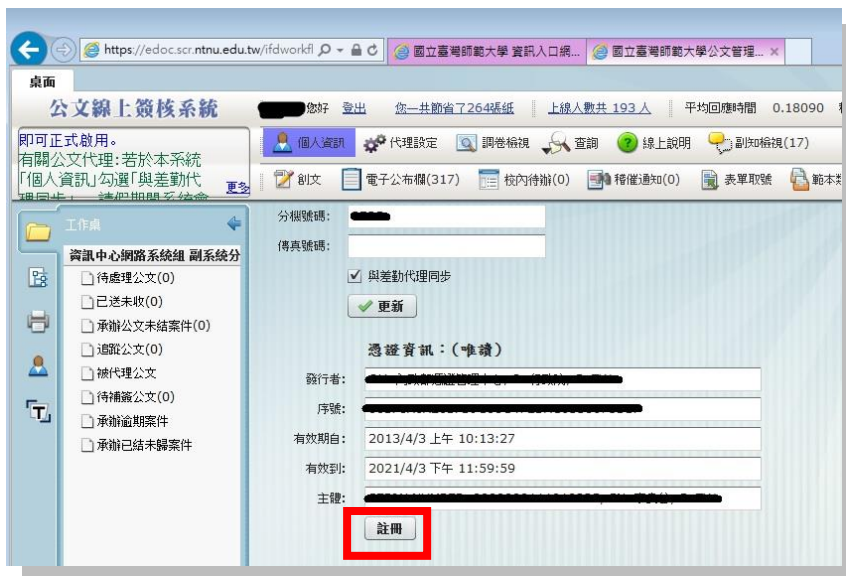 https://edoc.scr.ntnu.edu.tw/ifdworkfl
國立臺灣師範大學 資訊入口網...
國立臺灣師範大學公文管理...
桌面
公文線上簽核系統
您好 登出 您一共節省了264張紙 上線人數共 193 人 平均回應時間 0.18090
即可正式啟用。
有關公文代理:若於本系統
「個人資訊」勾選「與差勤代
更多
個人資訊 代理設定 調卷檢視 查詢 線上說明 副知檢視(17)
創文 電子公布欄(317) 校內待辦(0) 稽催通知(0) 表單取號 範本
工作桌
資訊中心網路系統組 副系統分
待處理公文(0)
已送未收(0)
承辦公文未結案件(0)
追蹤公文(0)
被代理公文
待補簽公文(0)
承辦逾期案件
承辦已結未歸案件
分機號碼:
傳真號碼:
與差勤代理同步
更新
憑證資訊：(唯讀)
發行者:
序號:
有效期自: 2013/4/3 上午 10:13:27
有效到: 2021/4/3 下午 11:59:59
主體:
註冊